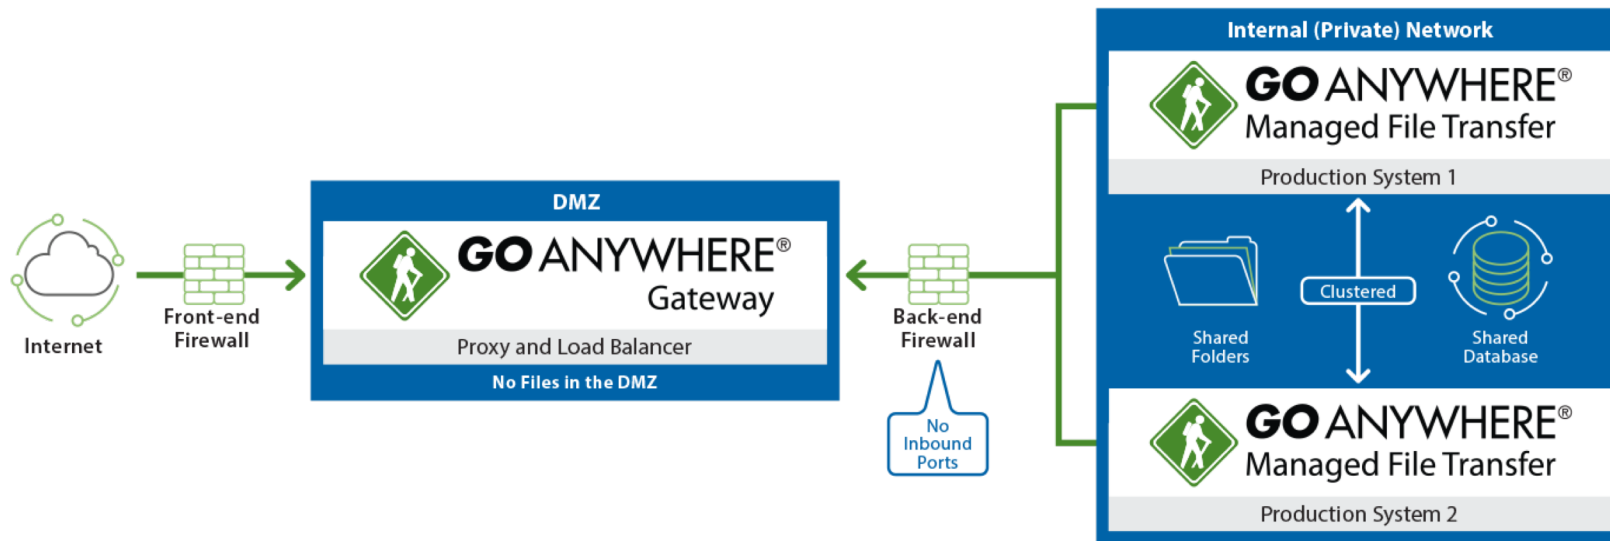 Internet
Front-end
Firewall
DMZ
GO ANYWHERE®
Gateway
Proxy and Load Balancer
No Files in the DMZ
Back-end
Firewall
No
Inbound
Ports
Internal (Private) Network
GO ANYWHERE®
Managed File Transfer
Production System 1
Shared
Folders
Clustered
Shared
Database
GO ANYWHERE®
Managed File Transfer
Production System 2